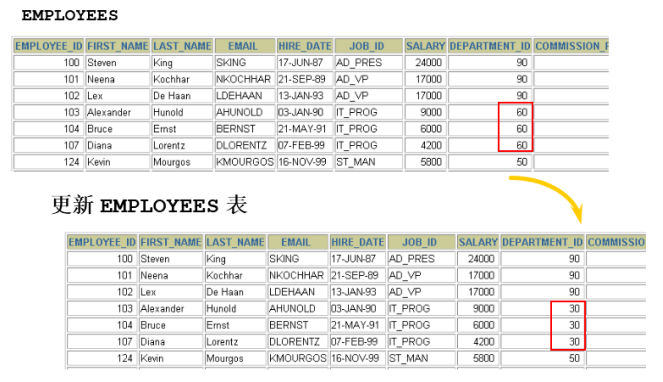 EMPLOYEES
EMPLOYEE_ID FIRST_NAME LAST_NAME EMAIL HIRE_DATE JOB_ID SALARY DEPARTMENT_ID COMMISSION_P
100 Steven King SKING 17-JUN-87 AD_PRES 24000 90
101 Neena Kochhar NKOCHHAR 21-SEP-89 AD_VP 17000 90
102 Lex De Haan LDEHAAN 13-JAN-93 AD_VP 17000 90
103 Alexander Hunold AHUNOLD 03-JAN-90 IT_PROG 9000 60
104 Bruce Ernst BERNST 21-MAY-91 IT_PROG 6000 60
107 Diana Lorentz DLORENTZ 07-FEB-99 IT_PROG 4200 60
124 Kevin Mourgos KMOURGOS 16-NOV-99 ST_MAN 5800 50
更新 EMPLOYEES 表
EMPLOYEE_ID FIRST_NAME LAST_NAME EMAIL HIRE_DATE JOB_ID SALARY DEPARTMENT_ID COMMISSIO
100 Steven King SKING 17-JUN-87 AD_PRES 24000 90
101 Neena Kochhar NKOCHHAR 21-SEP-89 AD_VP 17000 90
102 Lex De Haan LDEHAAN 13-JAN-93 AD_VP 17000 90
103 Alexander Hunold AHUNOLD 03-JAN-90 IT_PROG 9000 30
104 Bruce Ernst BERNST 21-MAY-91 IT_PROG 6000 30
107 Diana Lorentz DLORENTZ 07-FEB-99 IT_PROG 4200 30
124 Kevin Mourgos KMOURGOS 16-NOV-99 ST_MAN 5800 50